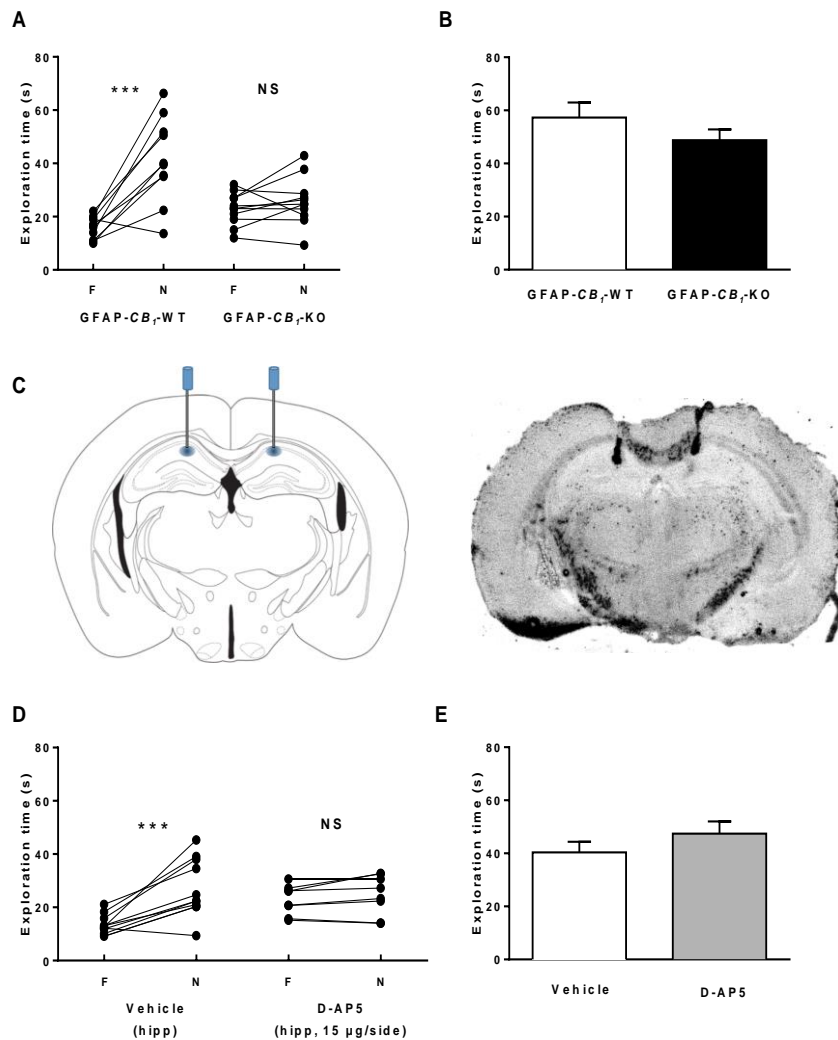 A
Exploration time (s)
80
60
40
20
0
***
NS
F
N
F
N
GFAP-CB1-WT
GFAP-CB1-KO
B
Exploration time (s)
80
60
40
20
0
GFAP-CB1-WT
GFAP-CB1-KO
C
D
Exploration time (s)
80
60
40
20
0
***
NS
F
N
F
N
Vehicle
(hipp)
D-AP5
(hipp, 15 µg/side)
E
Exploration time (s)
80
60
40
20
0
Vehicle
D-AP5